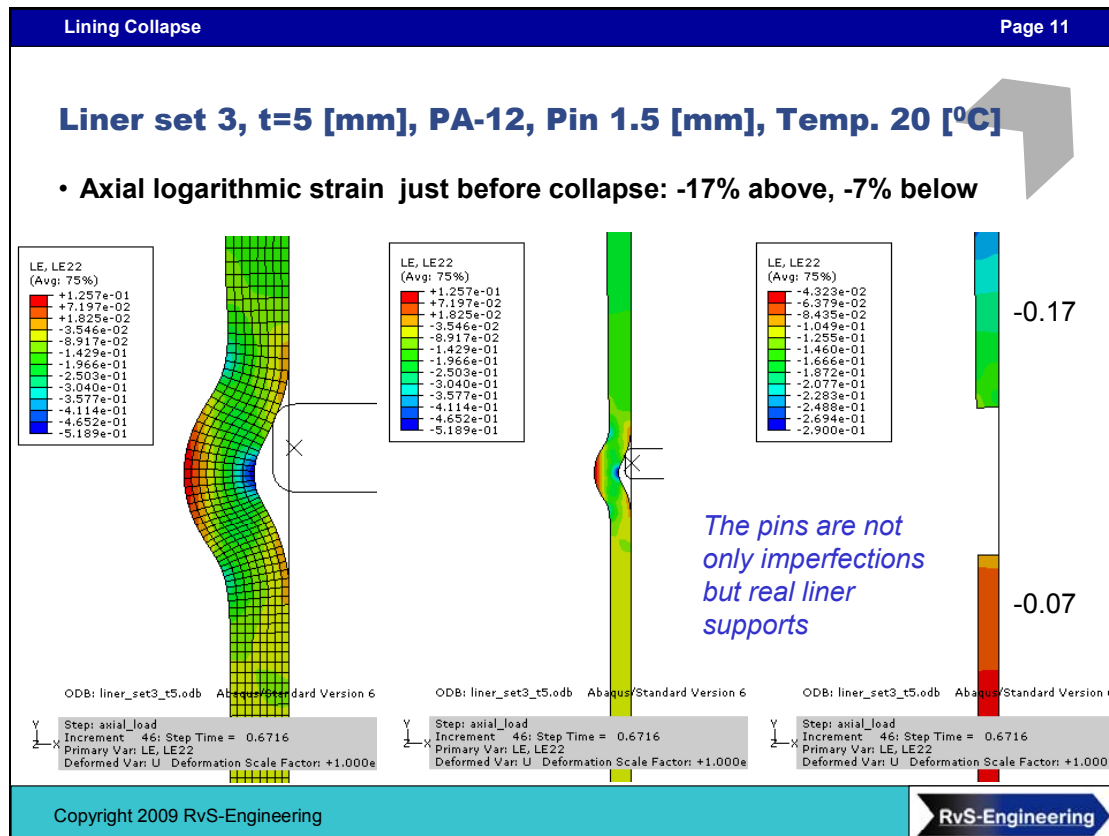 Lining Collapse
Page 11
Liner set 3, t=5 [mm], PA-12, Pin 1.5 [mm], Temp. 20 [⁰C]
• Axial logarithmic strain just before collapse: -17% above, -7% below
LE, LE22
(Avg: 75%)
+1.257e-01
+7.197e-02
+1.825e-02
-3.546e-02
-8.917e-02
-1.429e-01
-1.966e-01
-2.503e-01
-3.040e-01
-3.577e-01
-4.114e-01
-4.652e-01
-5.189e-01
LE, LE22
(Avg: 75%)
+1.257e-01
+7.197e-02
+1.825e-02
-3.546e-02
-8.917e-02
-1.429e-01
-1.966e-01
-2.503e-01
-3.040e-01
-3.577e-01
-4.114e-01
-4.652e-01
-5.189e-01
LE, LE22
(Avg: 75%)
-4.323e-02
-6.379e-02
-8.435e-02
-1.049e-01
-1.255e-01
-1.460e-01
-1.666e-01
-1.872e-01
-2.077e-01
-2.283e-01
-2.488e-01
-2.694e-01
-2.900e-01
-0.17
The pins are not
only imperfections
but real liner
supports
-0.07
ODB: liner_set3_t5.odb Abaqus/Standard Version 6
Y
Z X
Step: axial_load
Increment 46: Step Time = 0.6716
Primary Var: LE, LE22
Deformed Var: U Deformation Scale Factor: +1.000e
ODB: liner_set3_t5.odb Abaqus/Standard Version 6
Y
Z X
Step: axial_load
Increment 46: Step Time = 0.6716
Primary Var: LE, LE22
Deformed Var: U Deformation Scale Factor: +1.000e
ODB: liner_set3_t5.odb Abaqus/Standard Version
Y
Z X
Step: axial_load
Increment 46: Step Time = 0.6716
Primary Var: LE, LE22
Deformed Var: U Deformation Scale Factor: +1.000
Copyright 2009 RvS-Engineering
RvS-Engineering